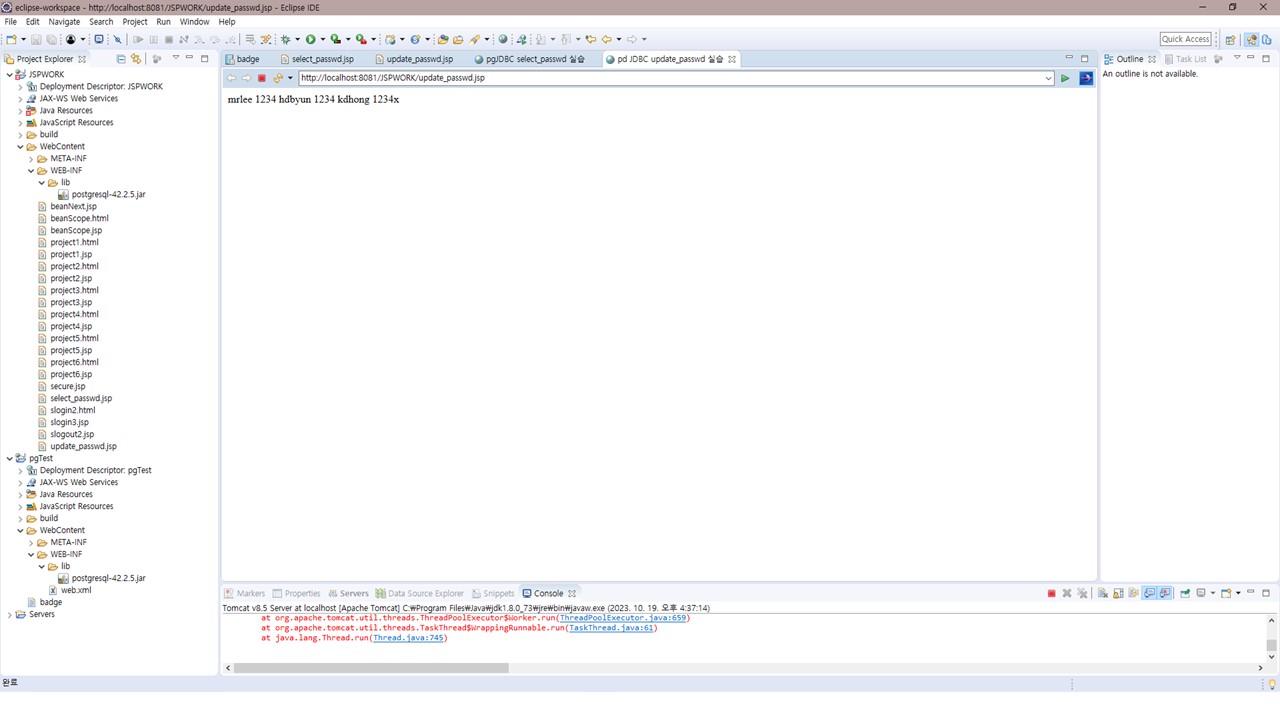 eclipse-workspace - http://localhost:8081/JSPWORK/update_passwd.jsp - Eclipse IDE
File Edit Navigate Search Project Run Window Help
Quick Access
Project Explorer
badge
select_passwd.jsp
update_passwd.jsp
pgJDBC select_passwd 실습
pd JDBC update_passwd 실습
Outline
Task List
http://localhost:8081/JSPWORK/update_passwd.jsp
An outline is not available.
mrlee 1234 hdbyun 1234 kdhong 1234x
JSPWORK
Deployment Descriptor: JSPWORK
JAX-WS Web Services
Java Resources
JavaScript Resources
build
WebContent
META-INF
WEB-INF
lib
postgresql-42.2.5.jar
beanNext.jsp
beanScope.html
beanScope.jsp
project1.html
project1.jsp
project2.html
project2.jsp
project3.html
project3.jsp
project4.html
project4.jsp
project5.html
project5.jsp
project6.html
project6.jsp
secure.jsp
select_passwd.jsp
slogin2.html
slogin3.jsp
slogout2.jsp
update_passwd.jsp
pgTest
Deployment Descriptor: pgTest
JAX-WS Web Services
Java Resources
JavaScript Resources
build
WebContent
META-INF
WEB-INF
lib
postgresql-42.2.5.jar
web.xml
badge
Servers
Markers
Properties
Servers
Data Source Explorer
Snippets
Console
Tomcat v8.5 Server at localhost [Apache Tomcat] C:₩Program Files₩Java₩jdk1.8.0_73₩jre₩bin₩javaw.exe (2023. 10. 19. 오후 4:37:14)
at org.apache.tomcat.util.threads.ThreadPoolExecutor$Worker.run(ThreadPoolExecutor.java:659)
at org.apache.tomcat.util.threads.TaskThread$WrappingRunnable.run(TaskThread.java:61)
at java.lang.Thread.run(Thread.java:745)
완료